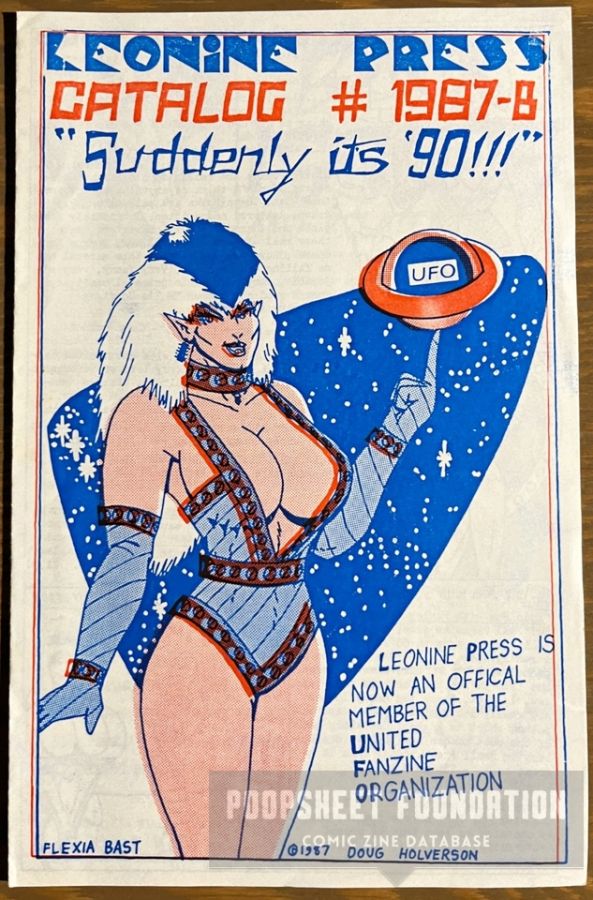 LEONINE PRESS
CATALOG # 1987-B
"Suddenly its '90!!!"
UFO
LEONINE PRESS IS
NOW AN OFFICAL
MEMBER OF THE
UNITED
FANZINE
ORGANIZATION
POOPSHEET FOUNDATION
COMIC ZINE DATABASE
FLEXIA BAST
©1987 DOUG HOLVERSON